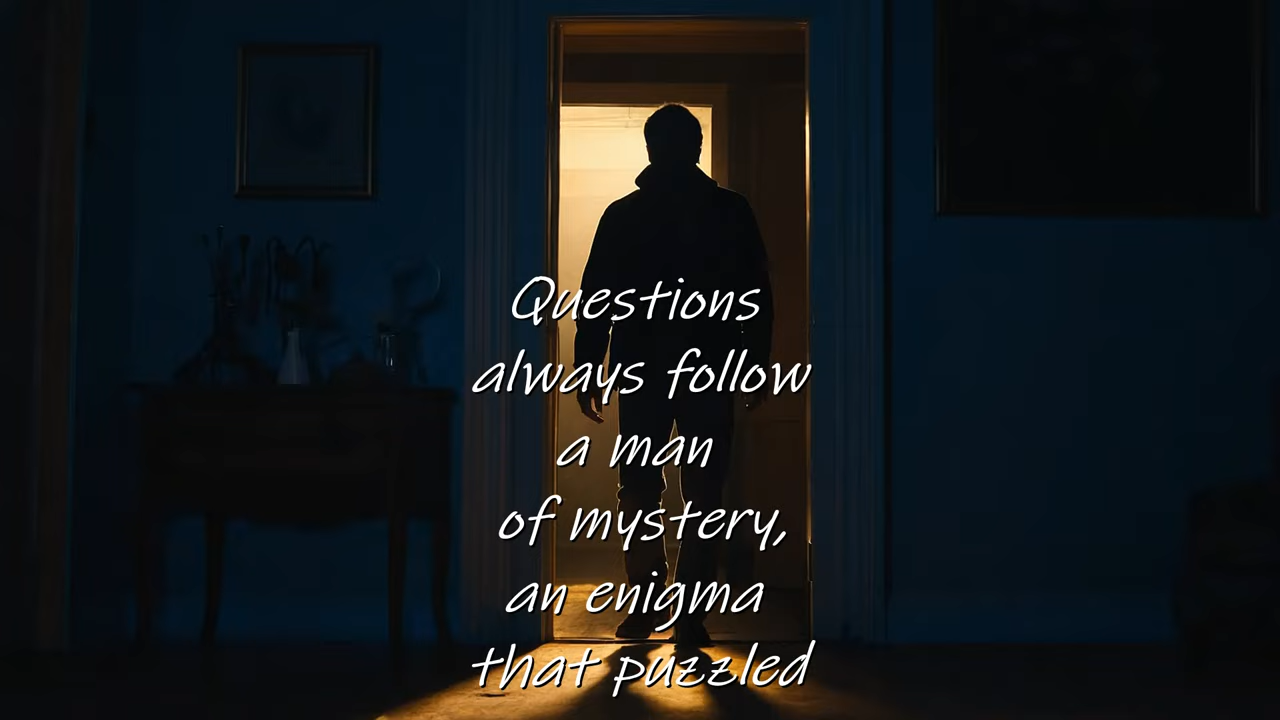 Questions
always follow
a man
of mystery,
an enigma
that puzzled